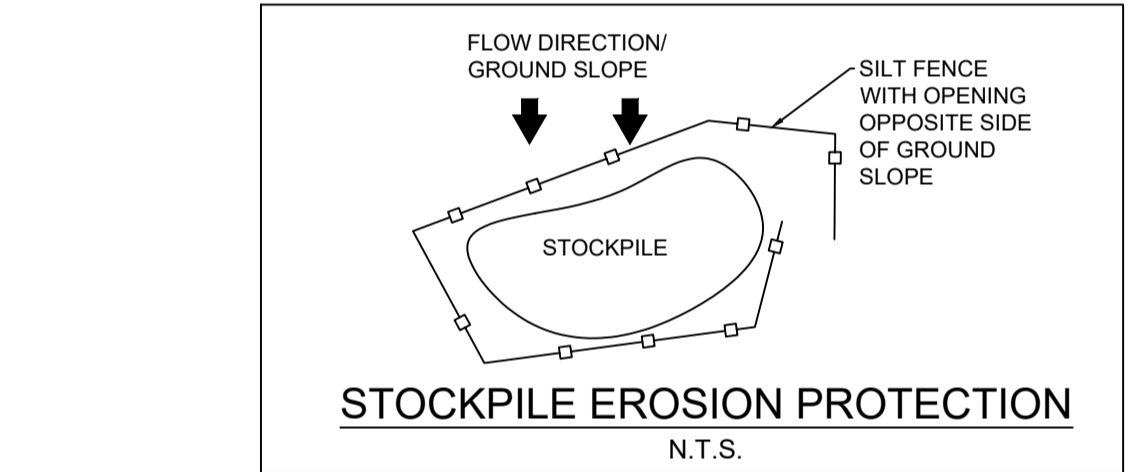 FLOW DIRECTION/
GROUND SLOPE
SILT FENCE
WITH OPENING
OPPOSITE SIDE
OF GROUND
SLOPE
STOCKPILE
STOCKPILE EROSION PROTECTION
N.T.S.